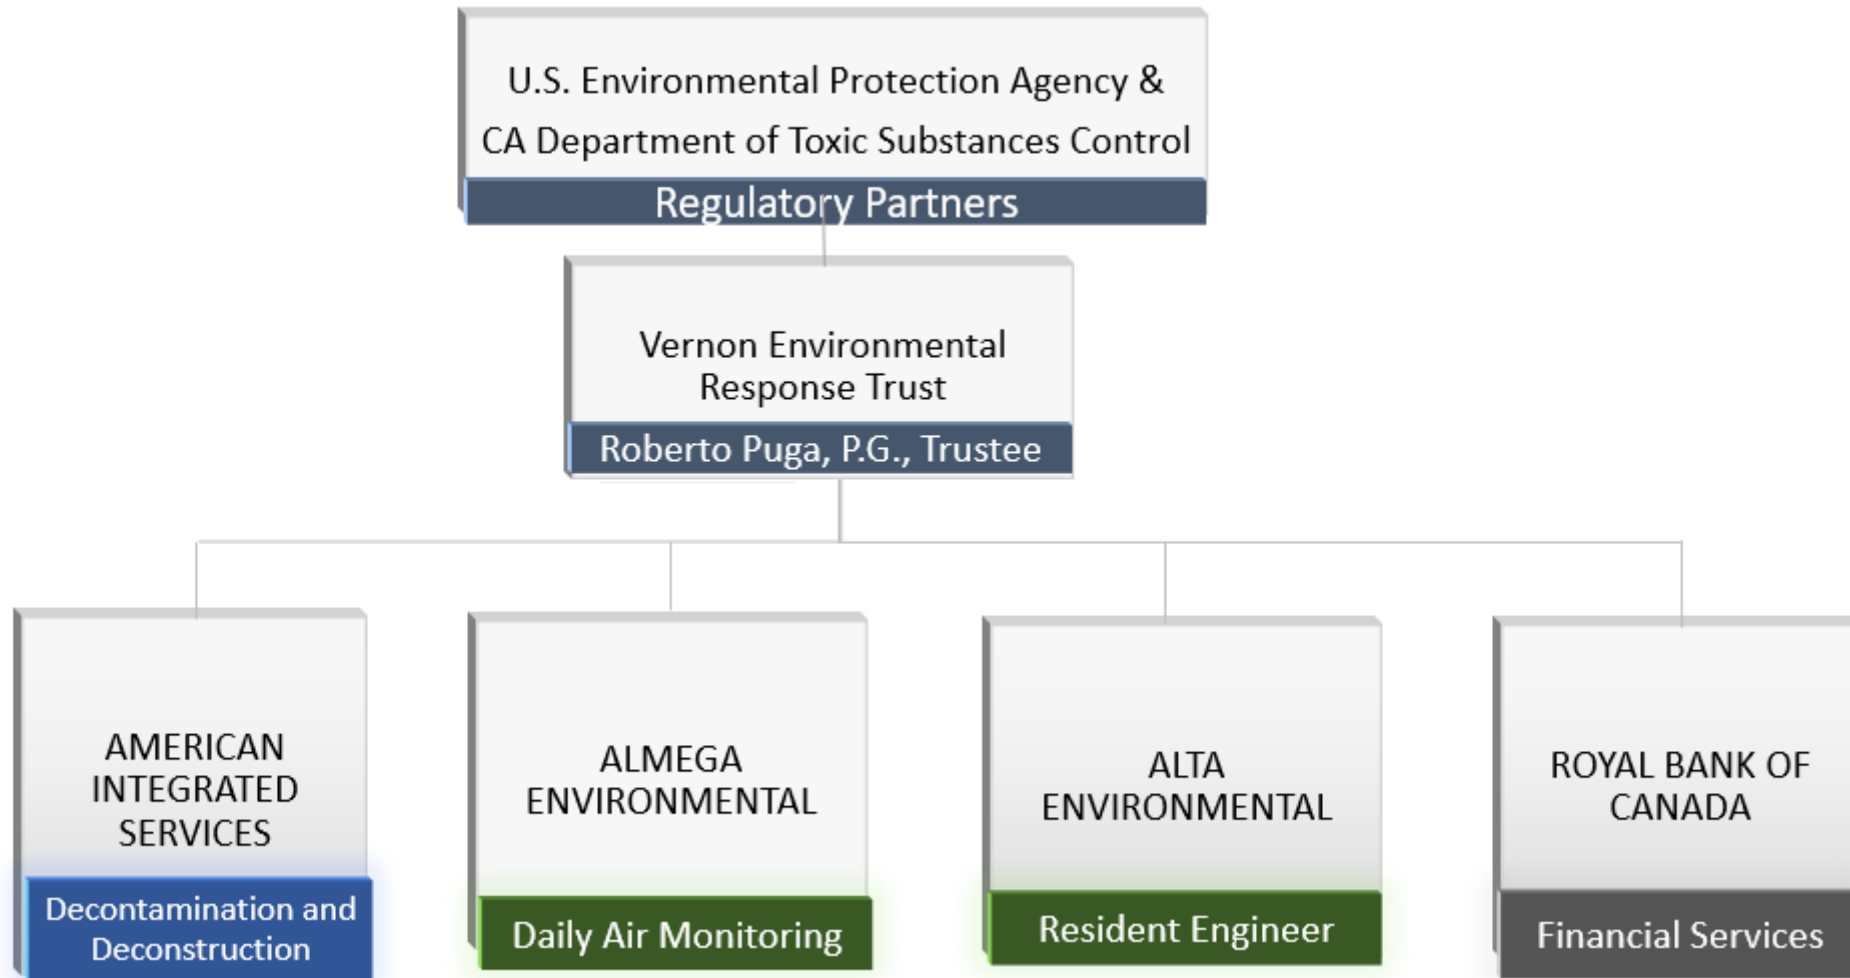 U.S. Environmental Protection Agency &
CA Department of Toxic Substances Control
Regulatory Partners
Vernon Environmental
Response Trust
Roberto Puga, P.G., Trustee
AMERICAN
INTEGRATED
SERVICES
Decontamination and
Deconstruction
ALMEGA
ENVIRONMENTAL
Daily Air Monitoring
ALTA
ENVIRONMENTAL
Resident Engineer
ROYAL BANK OF
CANADA
Financial Services